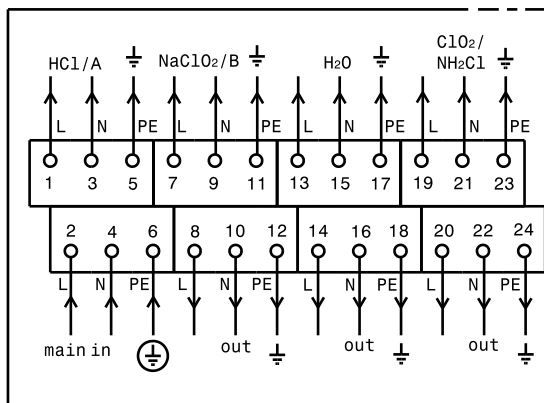 HCl/A NaClO₂/B H₂O ClO₂/
NH₂Cl
L N PE L N PE L N PE L N PE
1 3 5 7 9 11 13 15 17 19 21 23
2 4 6 8 10 12 14 16 18 20 22 24
L N PE L N PE L N PE L N PE
main in out out out